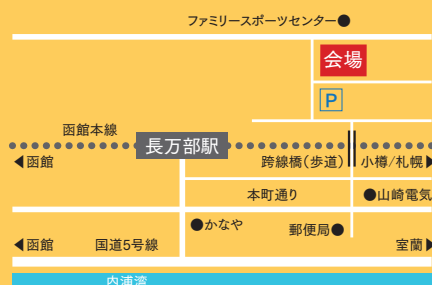 ファミリースポーツセンター●
会場
P
函館本線
長万部駅
◀函館
跨線橋(歩道)
小樽/札幌▶
本町通り
●山崎電気
●かなや
郵便局●
◀函館
国道5号線
室蘭▶
内浦湾